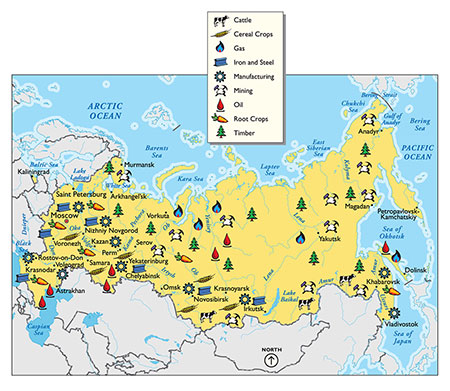 Cattle
Cereal Crops
Gas
Iron and Steel
Manufacturing
Mining
Oil
Root Crops
Timber
ARCTIC
OCEAN
Bering Strait
Chukchi
Sea
Gulf of
Anadyr
Bering
Sea
Anadyr
East
Siberian
Sea
PACIFIC
OCEAN
Barents
Sea
Kara Sea
Laptev
Sea
Baltic Sea
Kaliningrad
Lake
Ladoga
Murmansk
White Sea
Kolyma
Saint Petersburg
Arkhangel'sk
Magadan
Petropavlovsk-
Kamchatskiy
Dnieper
Moscow
Vorkuta
Ob
Lena
Sea of
Okhotsk
Oka
Nizhniy Novgorod
Yakutsk
Black
Sea
Voronezh
Kazan
Serov
Perm
Dolinsk
Rostov-on-Don
Samara
Yekaterinburg
Volgograd
Chelyabinsk
Krasnodar
Omsk
Krasnoyarsk
Lake
Baikal
Amur
Khabarovsk
Astrakhan
Novosibirsk
Irkutsk
Caspian
Sea
Vladivostok
Sea of
Japan
NORTH